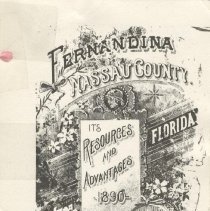 FERNANDINA
NASSAU COUNTY.
FLORIDA
ITS
RESOURCES
AND
ADVANTAGES
1890-